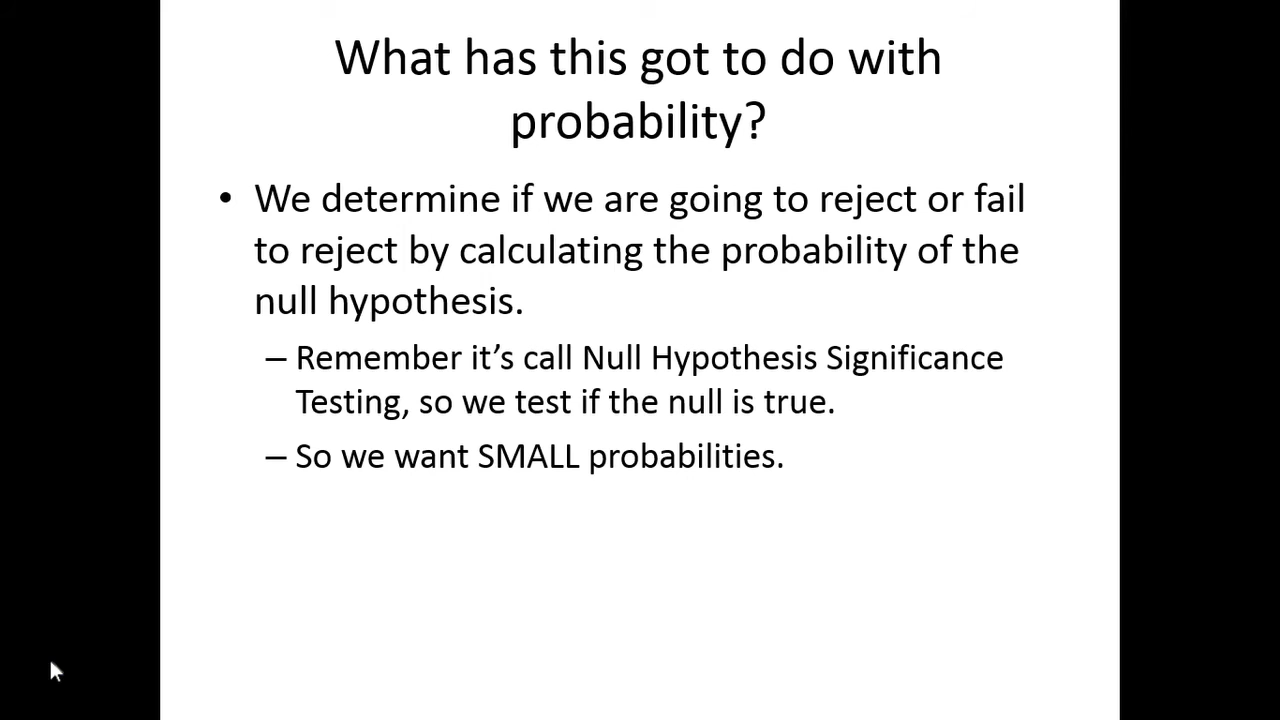 What has this got to do with
probability?
• We determine if we are going to reject or fail
to reject by calculating the probability of the
null hypothesis.
– Remember it’s call Null Hypothesis Significance
Testing, so we test if the null is true.
– So we want SMALL probabilities.